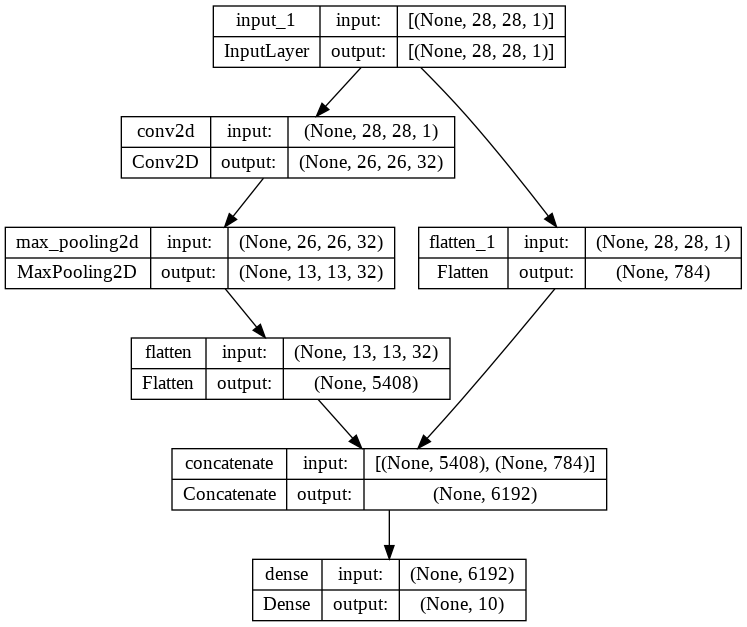 input_1 input: [(None, 28, 28, 1)]
InputLayer output: [(None, 28, 28, 1)]
conv2d input: (None, 28, 28, 1)
Conv2D output: (None, 26, 26, 32)
max_pooling2d input: (None, 26, 26, 32)
MaxPooling2D output: (None, 13, 13, 32)
flatten_1 input: (None, 28, 28, 1)
Flatten output: (None, 784)
flatten input: (None, 13, 13, 32)
Flatten output: (None, 5408)
concatenate input: [(None, 5408), (None, 784)]
Concatenate output: (None, 6192)
dense input: (None, 6192)
Dense output: (None, 10)